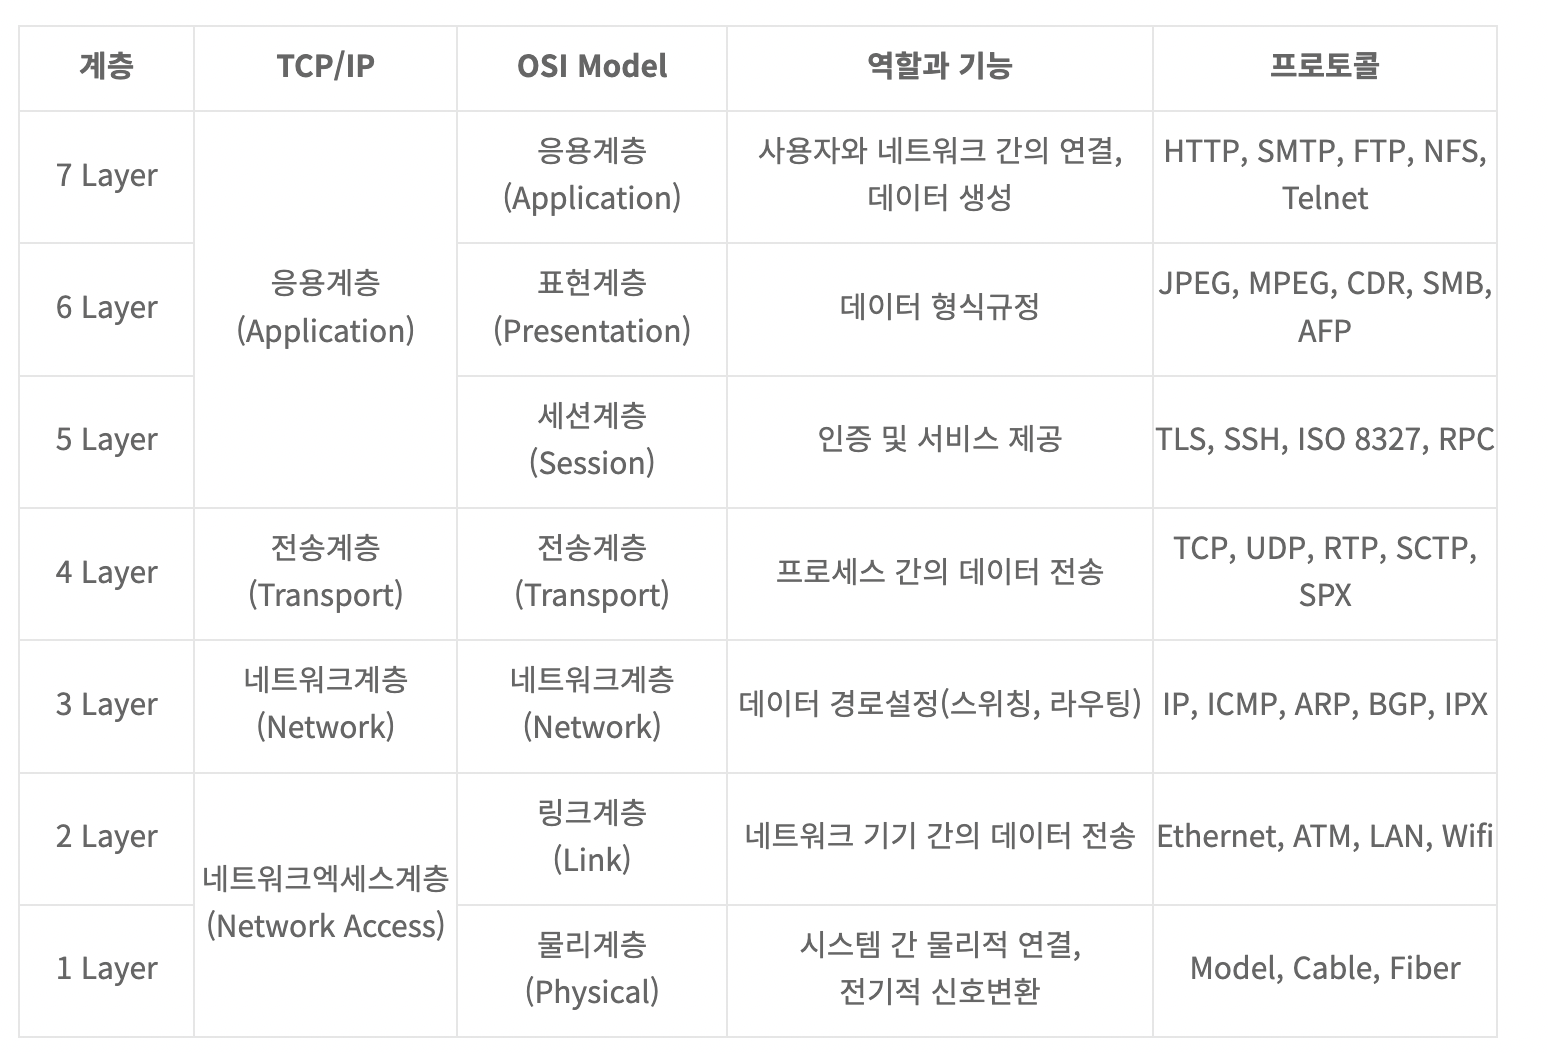 계층
TCP/IP
OSI Model
역할과 기능
프로토콜
7 Layer
응용계층
(Application)
사용자와 네트워크 간의 연결,
데이터 생성
HTTP, SMTP, FTP, NFS,
Telnet
응용계층
(Application)
6 Layer
표현계층
(Presentation)
데이터 형식규정
JPEG, MPEG, CDR, SMB,
AFP
5 Layer
세션계층
(Session)
인증 및 서비스 제공
TLS, SSH, ISO 8327, RPC
4 Layer
전송계층
(Transport)
전송계층
(Transport)
프로세스 간의 데이터 전송
TCP, UDP, RTP, SCTP,
SPX
3 Layer
네트워크계층
(Network)
네트워크계층
(Network)
데이터 경로설정(스위칭, 라우팅)
IP, ICMP, ARP, BGP, IPX
2 Layer
네트워크엑세스계층
(Network Access)
링크계층
(Link)
네트워크 기기 간의 데이터 전송
Ethernet, ATM, LAN, Wifi
1 Layer
물리계층
(Physical)
시스템 간 물리적 연결,
전기적 신호변환
Model, Cable, Fiber